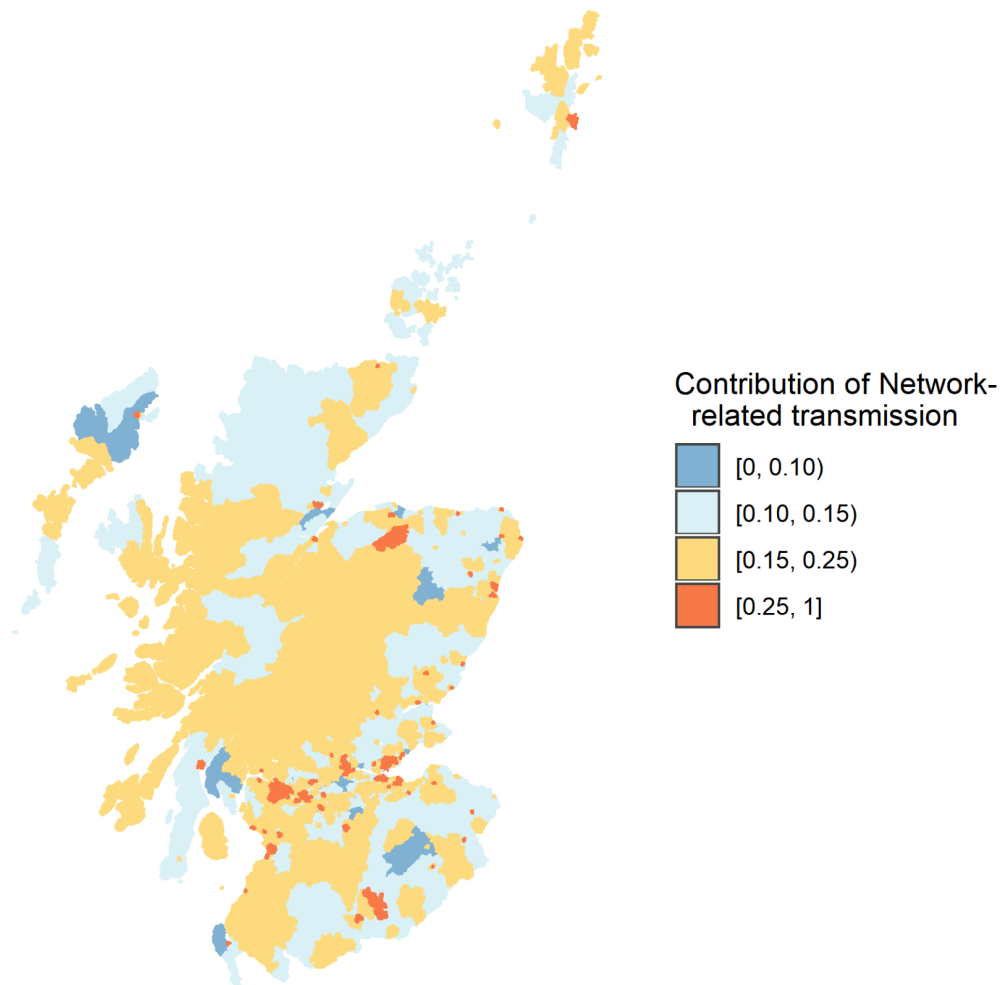 Contribution of Network-
related transmission
[0, 0.10)
[0.10, 0.15)
[0.15, 0.25)
[0.25, 1]